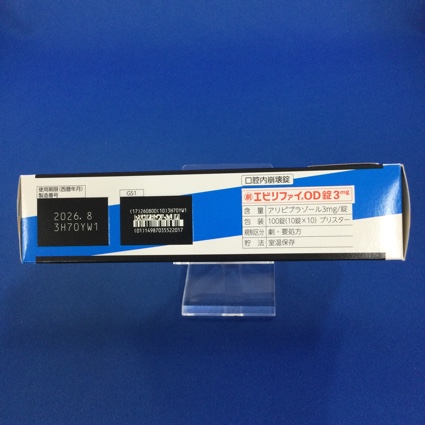 使用期限(西暦年月)
製造番号
2026. 8
3H70YW1
GS1
(17)260800(10)3H70YW1
(01)14987035522017
口腔内崩壊錠
劇 エビリファイ®OD錠3mg
含量 アリピプラゾール3mg/錠
包装 100錠(10錠×10) ブリスター
規制区分 劇・要処方
貯法 室温保存